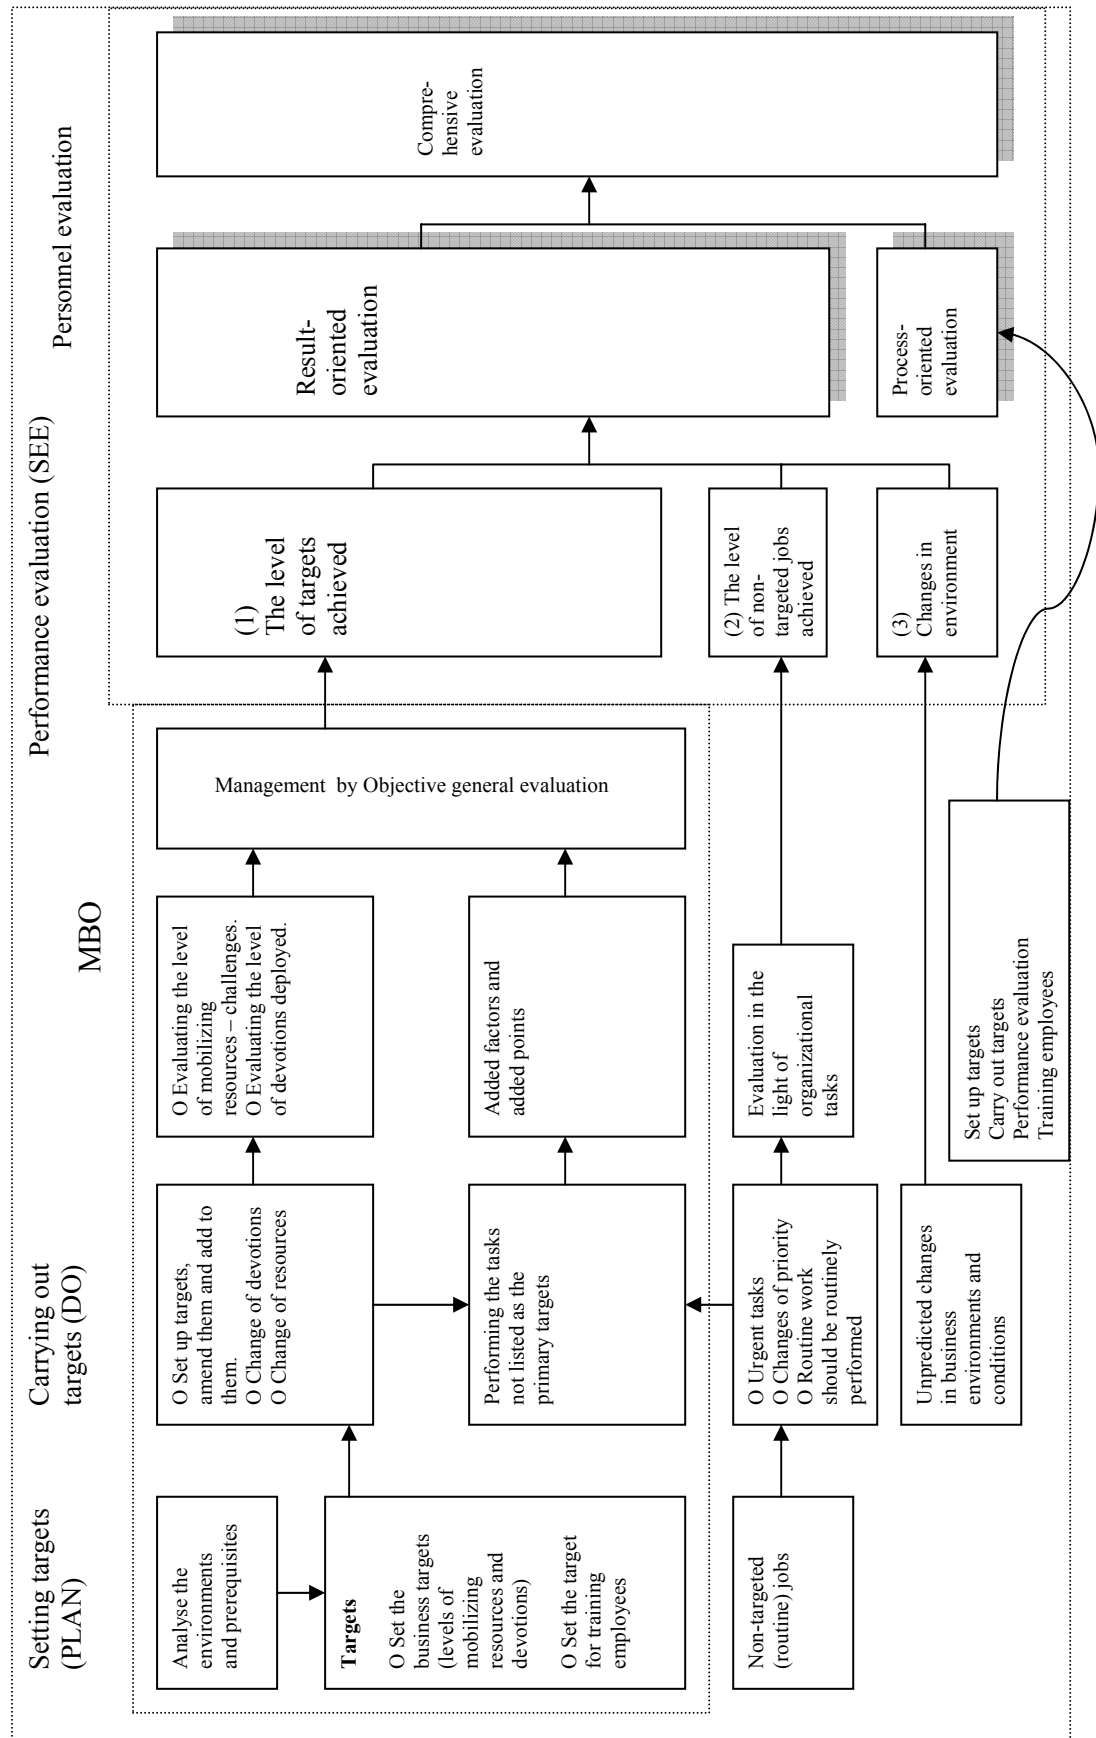 Setting targets
(PLAN)
Carrying out
targets (DO)
MBO
Performance evaluation (SEE)
Personnel evaluation
Analyse the
environments
and prerequisites
Targets
O Set the
business targets
(levels of
mobilizing
resources and
devotions)
O Set the target
for training
employees
Non-targeted
(routine) jobs
O Set up targets,
amend them and add to
them.
O Change of devotions
O Change of resources
Performing the tasks
not listed as the
primary targets
O Urgent tasks
O Changes of priority
O Routine work
should be routinely
performed
Unpredicted changes
in business
environments and
conditions
O Evaluating the level
of mobilizing
resources – challenges.
O Evaluating the level
of devotions deployed.
Added factors and
added points
Evaluation in the
light of
organizational
tasks
Set up targets
Carry out targets
Performance evaluation
Training employees
Management by Objective general evaluation
(1)
The level
of targets
achieved
(2) The level
of non-
targeted jobs
achieved
(3)
Changes in
environment
Result-
oriented
evaluation
Process-
oriented
evaluation
Compre-
hensive
evaluation